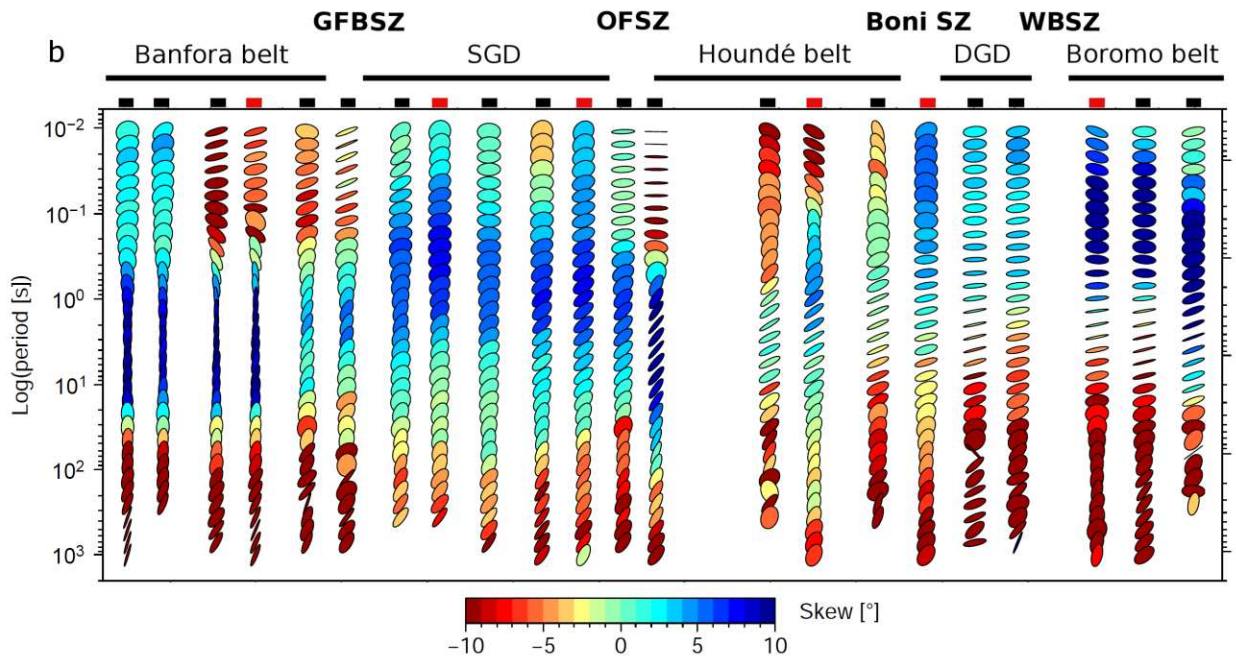 GFBSZ OFSZ Boni SZ WBSZ
b Banfora belt SGD Houndé belt DGD Boromo belt
10−2
10−1
100
101
102
103
Log(period [s])
Skew [°]
−10 −5 0 5 10